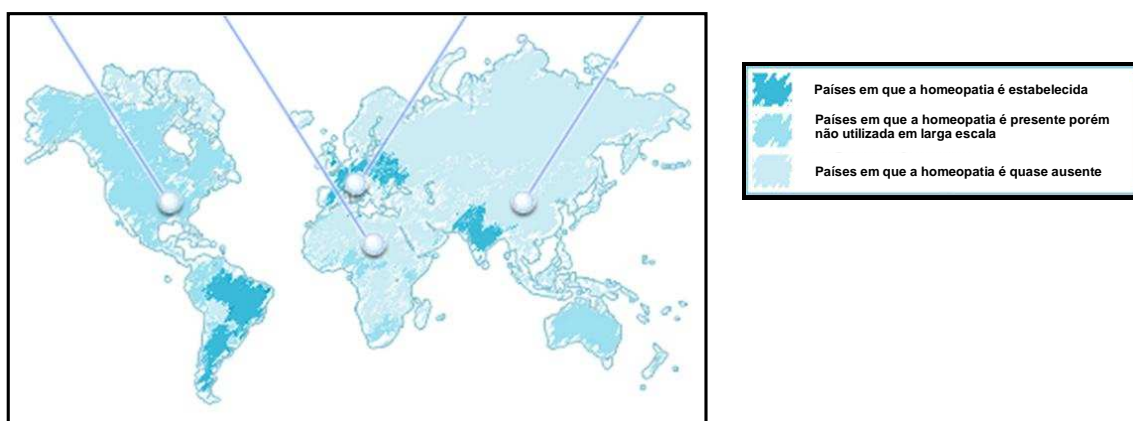 Países em que a homeopatia é estabelecida
Países em que a homeopatia é presente porém
não utilizada em larga escala
Países em que a homeopatia é quase ausente